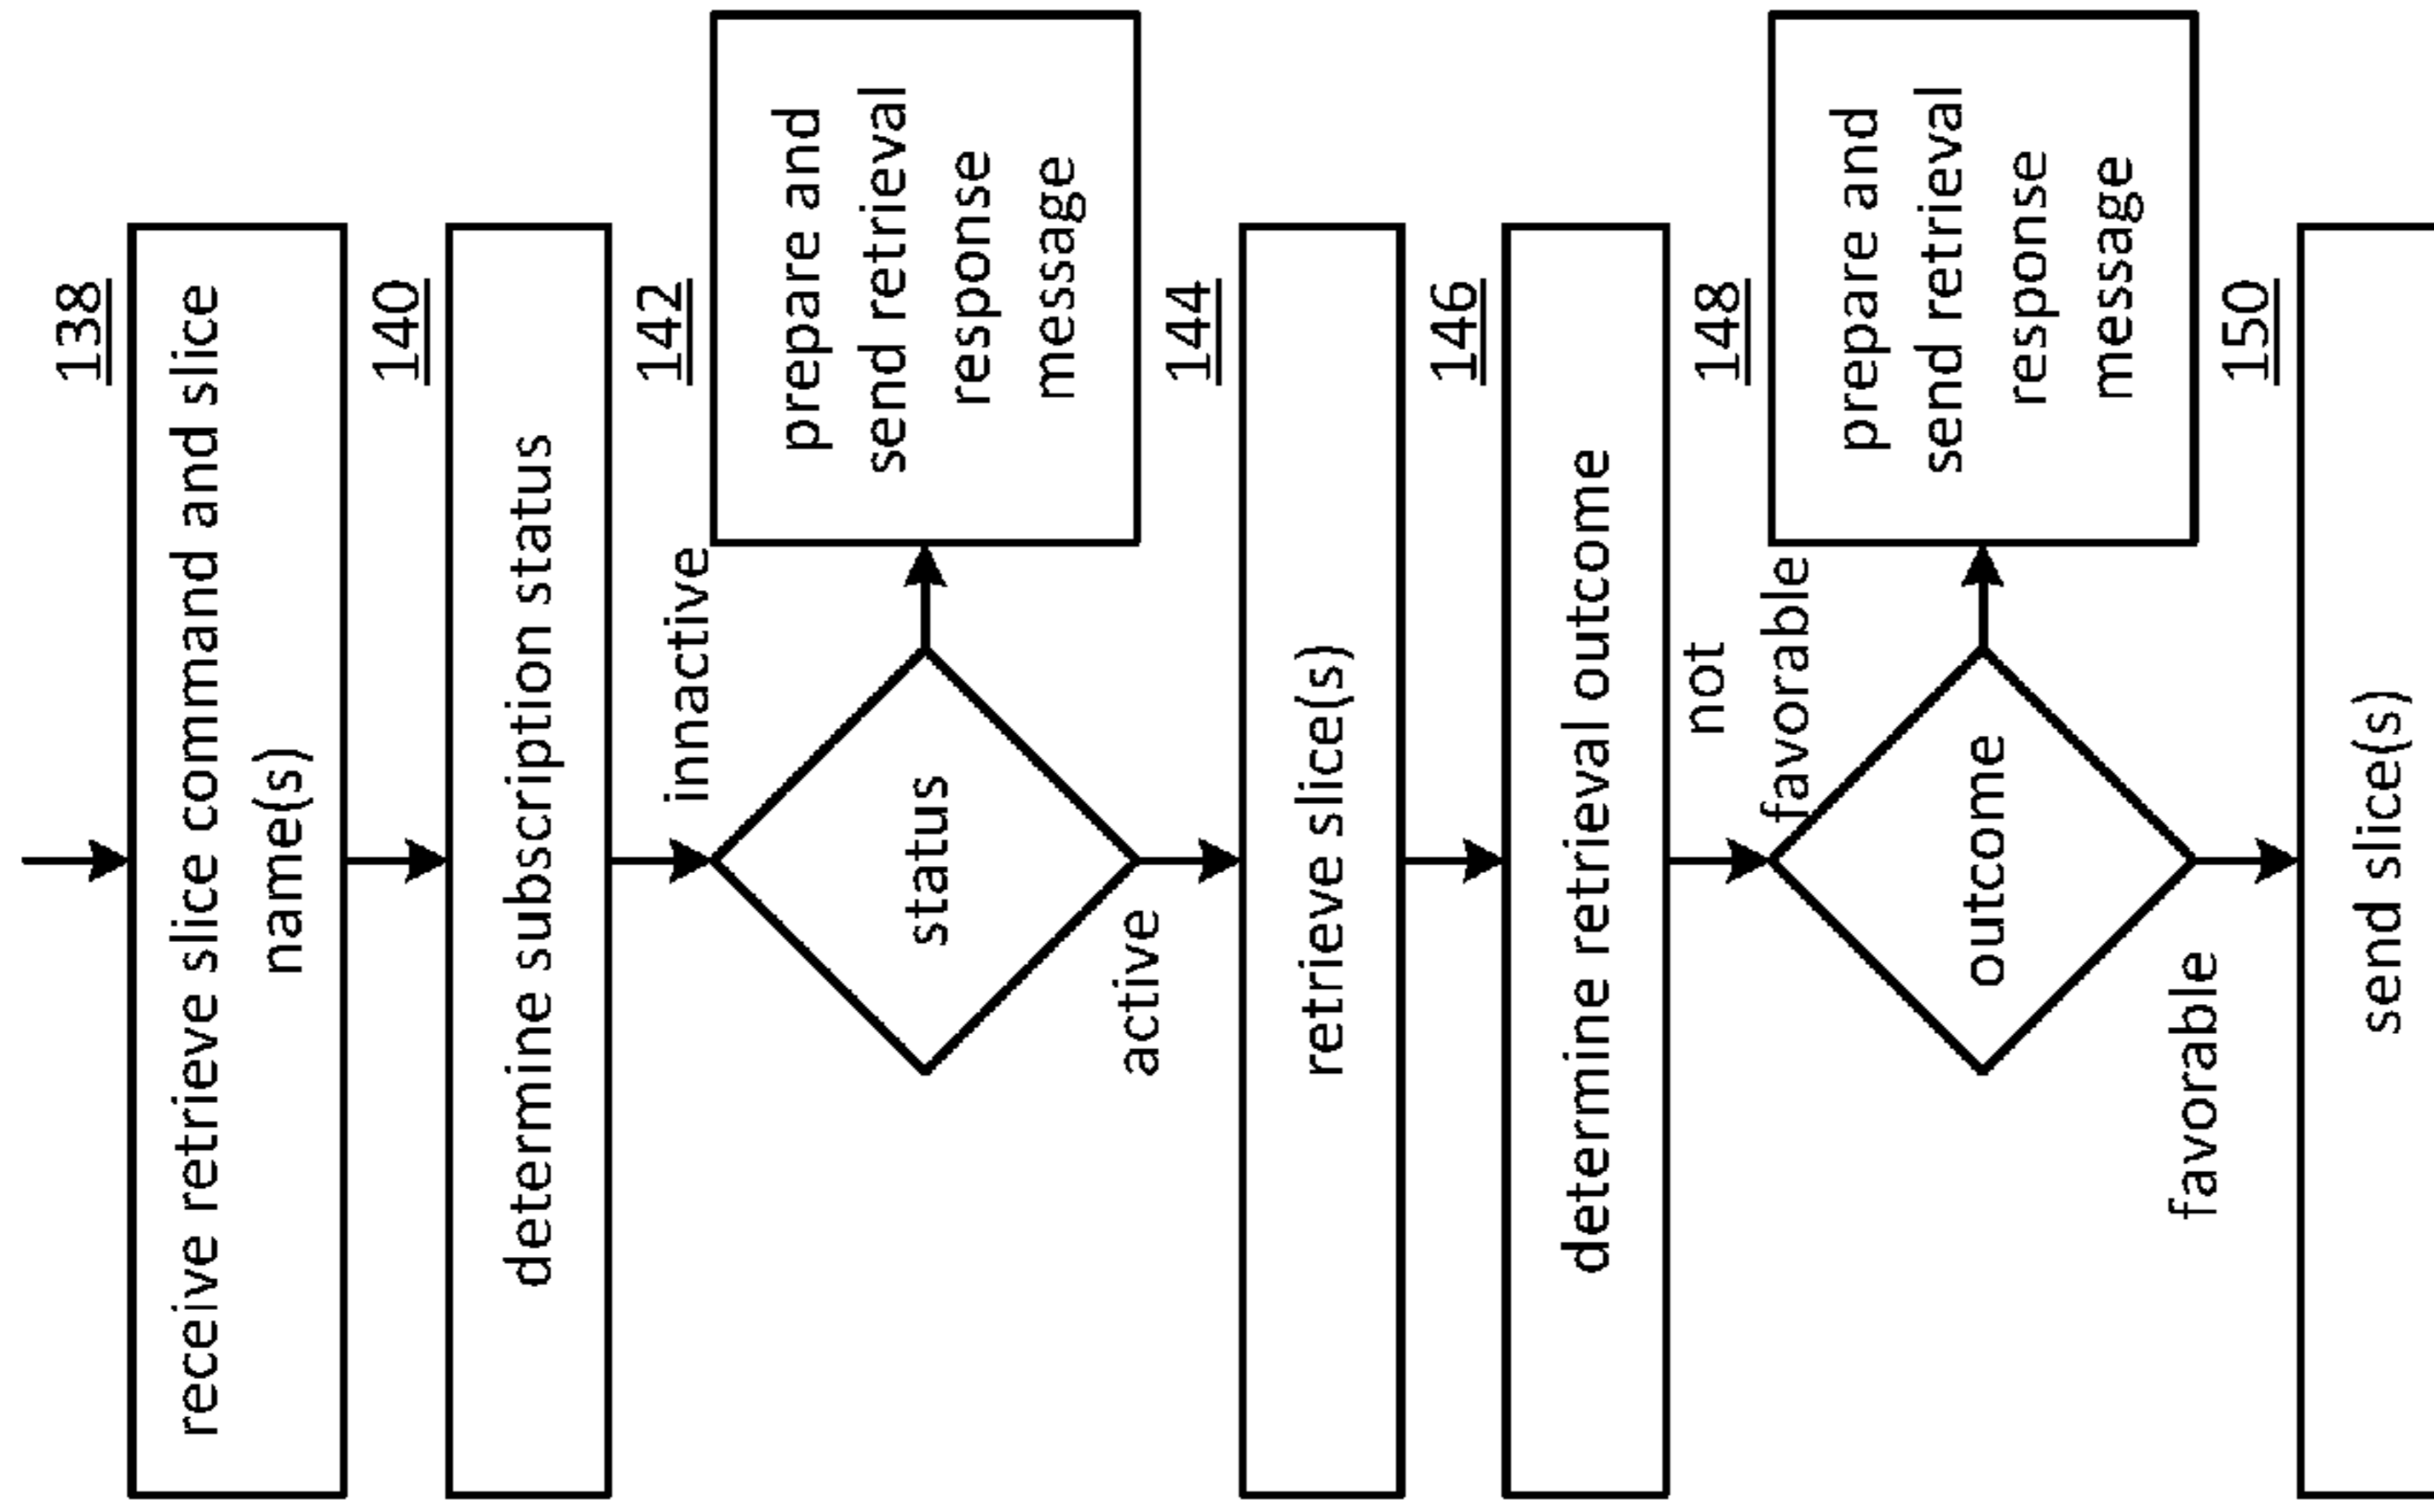 138
receive retrieve slice command and slice
name(s)
140
determine subscription status
142
innactive
status
prepare and
send retrieval
response
message
active
144
retrieve slice(s)
146
determine retrieval outcome
148
not
favorable
outcome
prepare and
send retrieval
response
message
favorable
150
send slice(s)